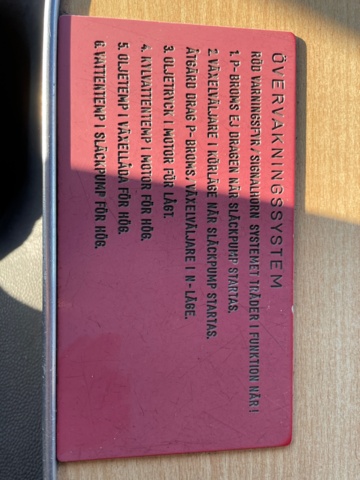 ÖVERVAKNINGSSYSTEM
RÖD VARNINGSFYR/SIGNALHORN SYSTEMET TRÄDER I FUNKTION NÄR!
1. P-BROMS EJ DRAGEN NÄR SLÄCKPUMP STARTAS.
2. VÄXELVÄLJARE I KÖRLÄGE NÄR SLÄCKPUMP STARTAS.
ÅTGÄRD DRAG P-BROMS, VÄXELVÄLJARE I N-LÄGE.
3. OLJETRYCK I MOTOR FÖR LÅGT.
4. KYLVATTENTEMP I MOTOR FÖR HÖG.
5. OLJETEMP I VÄXELLÅDA FÖR HÖG.
6. VATTENTEMP I SLÄCKPUMP FÖR HÖG.